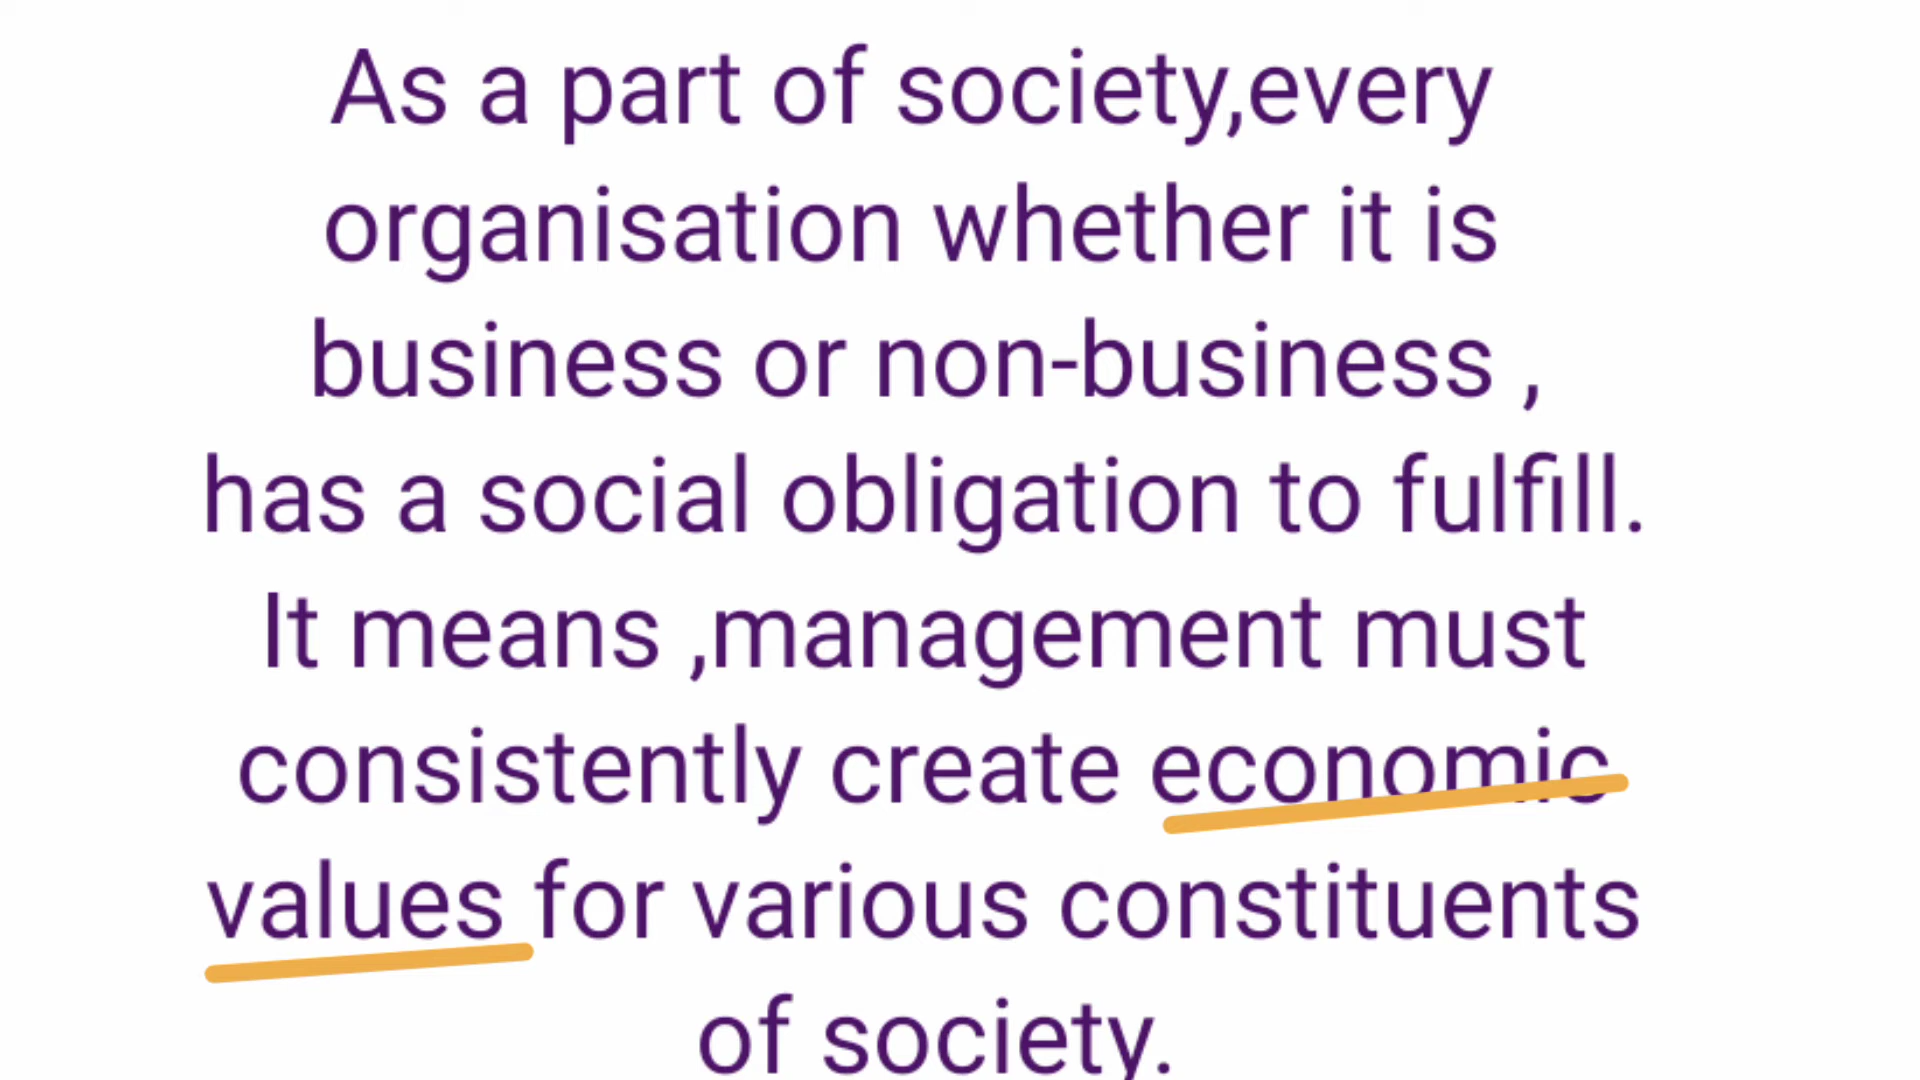 As a part of society,every
organisation whether it is
business or non-business ,
has a social obligation to fulfill.
It means ,management must
consistently create economic
values for various constituents
of society.